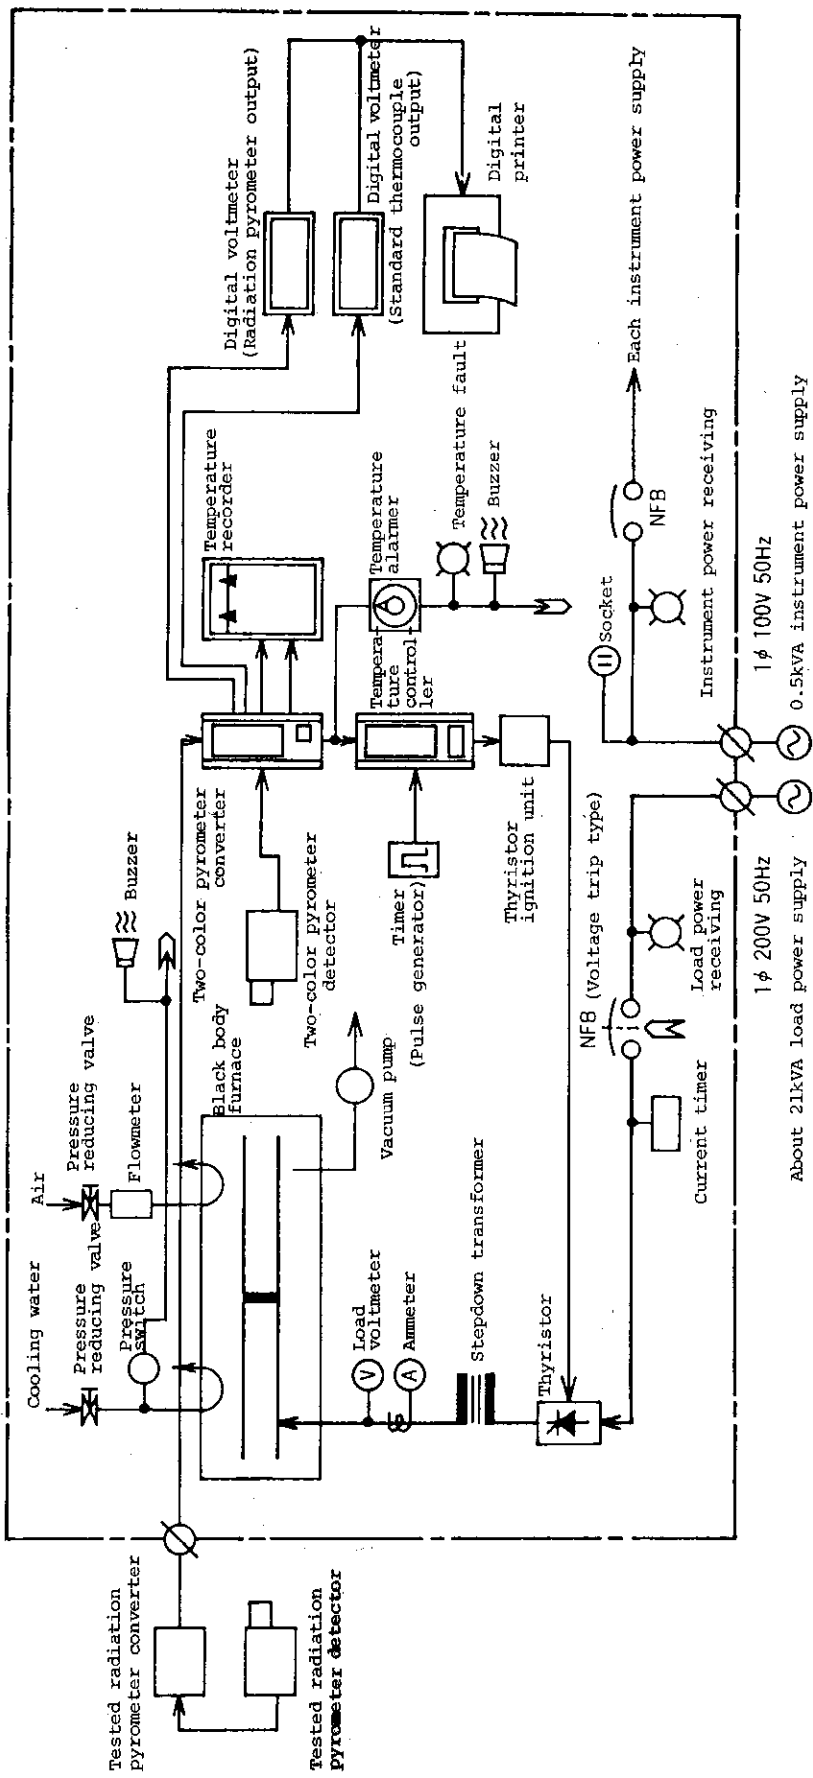 Tested radiation
pyrometer converter
Tested radiation
pyrometer detector
Cooling water
Air
Pressure
reducing valve
Pressure
reducing valve
Pressure
switch
Flowmeter
Buzzer
Black body
furnace
Vacuum pump
Two-color pyrometer
converter
Two-color pyrometer
detector
Temperature
recorder
Digital voltmeter
(Radiation pyrometer output)
Digital voltmeter
(Standard thermocouple
output)
Digital
printer
Tempera-
ture
control-
ler
Temperature
alarmer
Temperature fault
Buzzer
Timer
(Pulse generator)
Thyristor
ignition unit
V
Load
voltmeter
A
Ammeter
Stepdown transformer
Thyristor
Current timer
NFB (Voltage trip type)
Load power
receiving
Socket
NFB
Each instrument power supply
Instrument power receiving
1φ 200V 50Hz
About 21kVA load power supply
1φ 100V 50Hz
0.5kVA instrument power supply